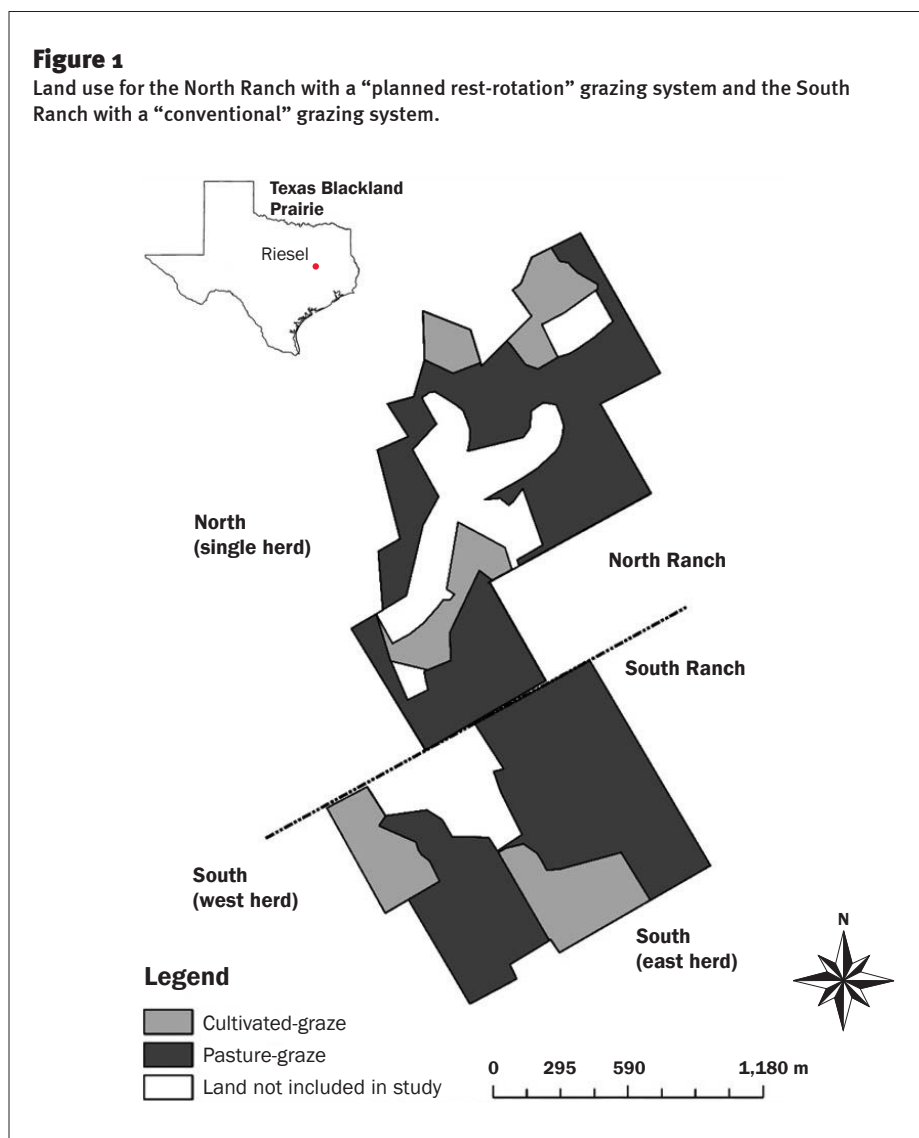 Figure 1
Land use for the North Ranch with a “planned rest-rotation” grazing system and the South
Ranch with a “conventional” grazing system.
Texas Blackland
Prairie
Riesel
North
(single herd)
North Ranch
South Ranch
South
(west herd)
South
(east herd)
N
Legend
Cultivated-graze
Pasture-graze
Land not included in study
0 295 590 1,180 m